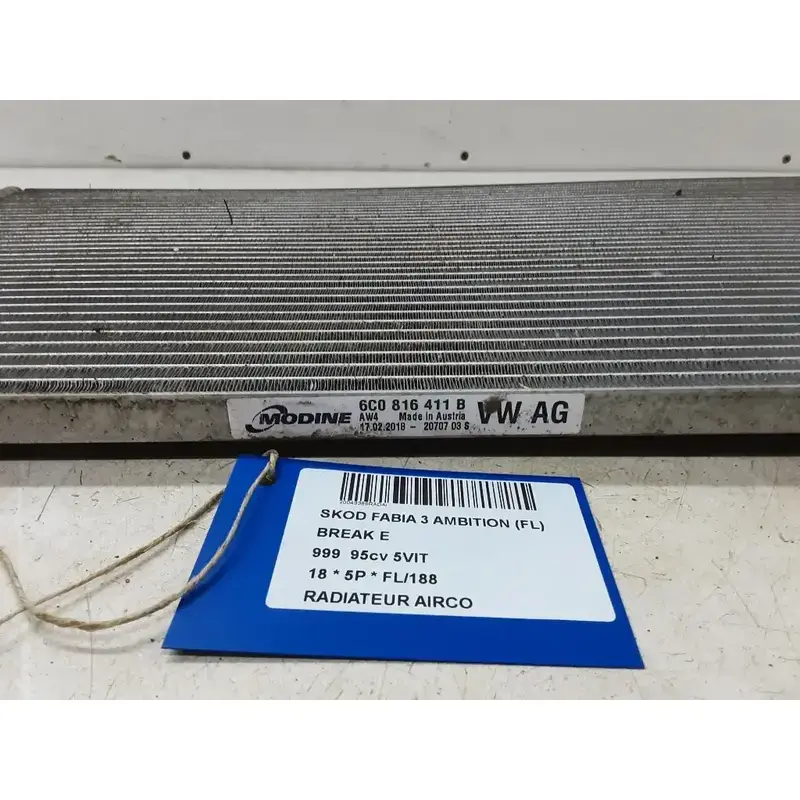 MODINE
6C0 816 411 B
AW4 Made in Austria
17.02.2018 - 20707 03 S
VW AG
SKOD FABIA 3 AMBITION (FL)
BREAK E
999 95cv 5VIT
18 * 5P * FL/188
RADIATEUR AIRCO